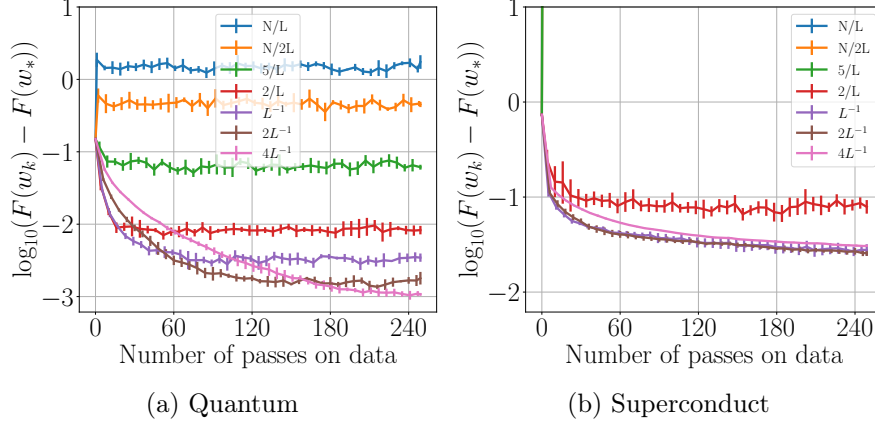 log₁₀(F(wₖ) − F(w₊))
1
0
−1
−2
−3
N/L
N/2L
5/L
2/L
L⁻¹
2L⁻¹
4L⁻¹
0 60 120 180 240
Number of passes on data
(a) Quantum
log₁₀(F(wₖ) − F(w₊))
1
0
−1
−2
N/L
N/2L
5/L
2/L
L⁻¹
2L⁻¹
4L⁻¹
0 60 120 180 240
Number of passes on data
(b) Superconduct